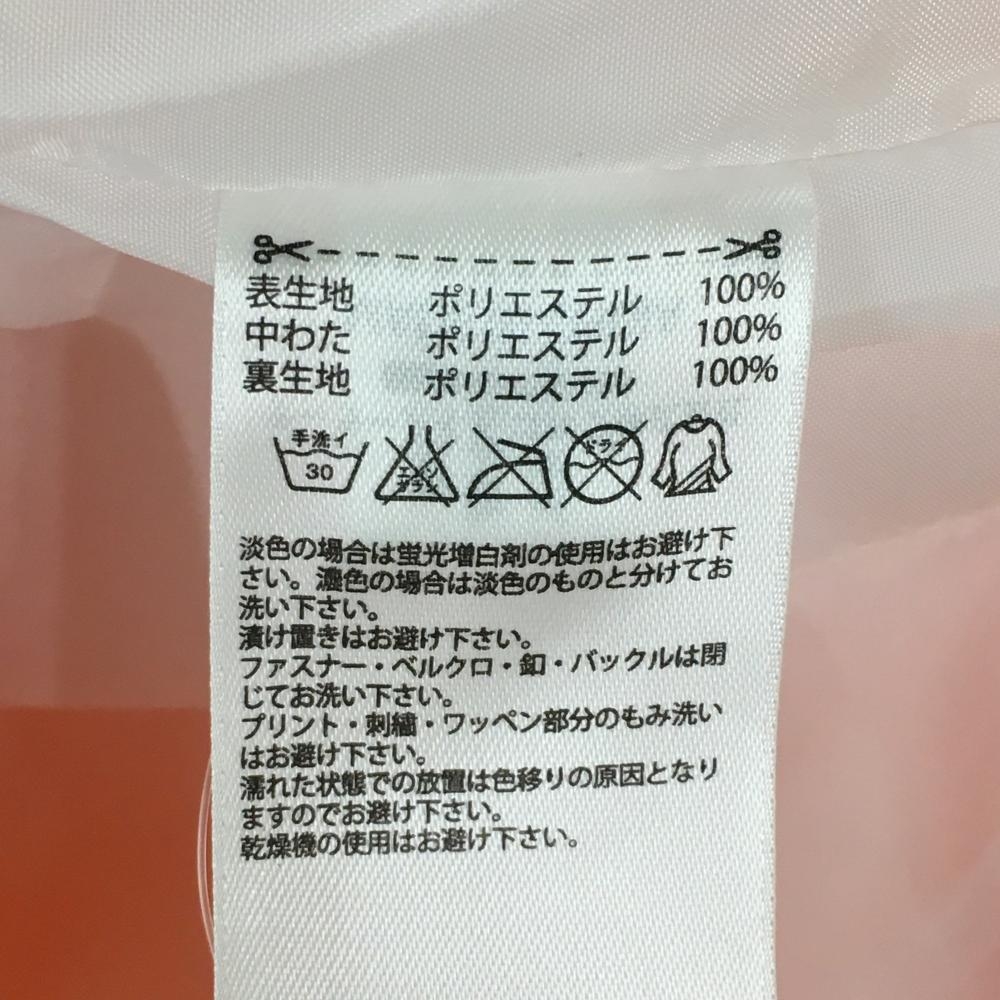 表生地 ポリエステル 100%
中わた ポリエステル 100%
裏生地 ポリエステル 100%
手洗イ エンソ ドライ
30 サラシ
淡色の場合は蛍光増白剤の使用はお避け下
さい。濃色の場合は淡色のものと分けてお
洗い下さい。
漬け置きはお避け下さい。
ファスナー・ベルクロ・釦・バックルは閉
じてお洗い下さい。
プリント・刺繍・ワッペン部分のもみ洗い
はお避け下さい。
濡れた状態での放置は色移りの原因となり
ますのでお避け下さい。
乾燥機の使用はお避け下さい。